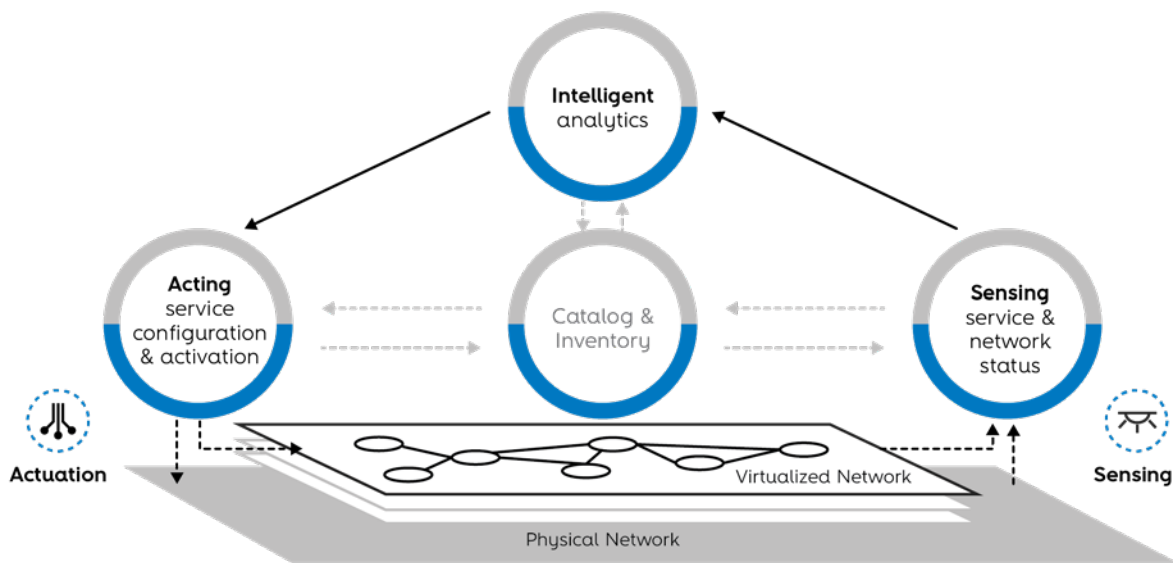 Intelligent
analytics
Acting
service
configuration
& activation
Catalog &
Inventory
Sensing
service &
network
status
Actuation
Sensing
Virtualized Network
Physical Network